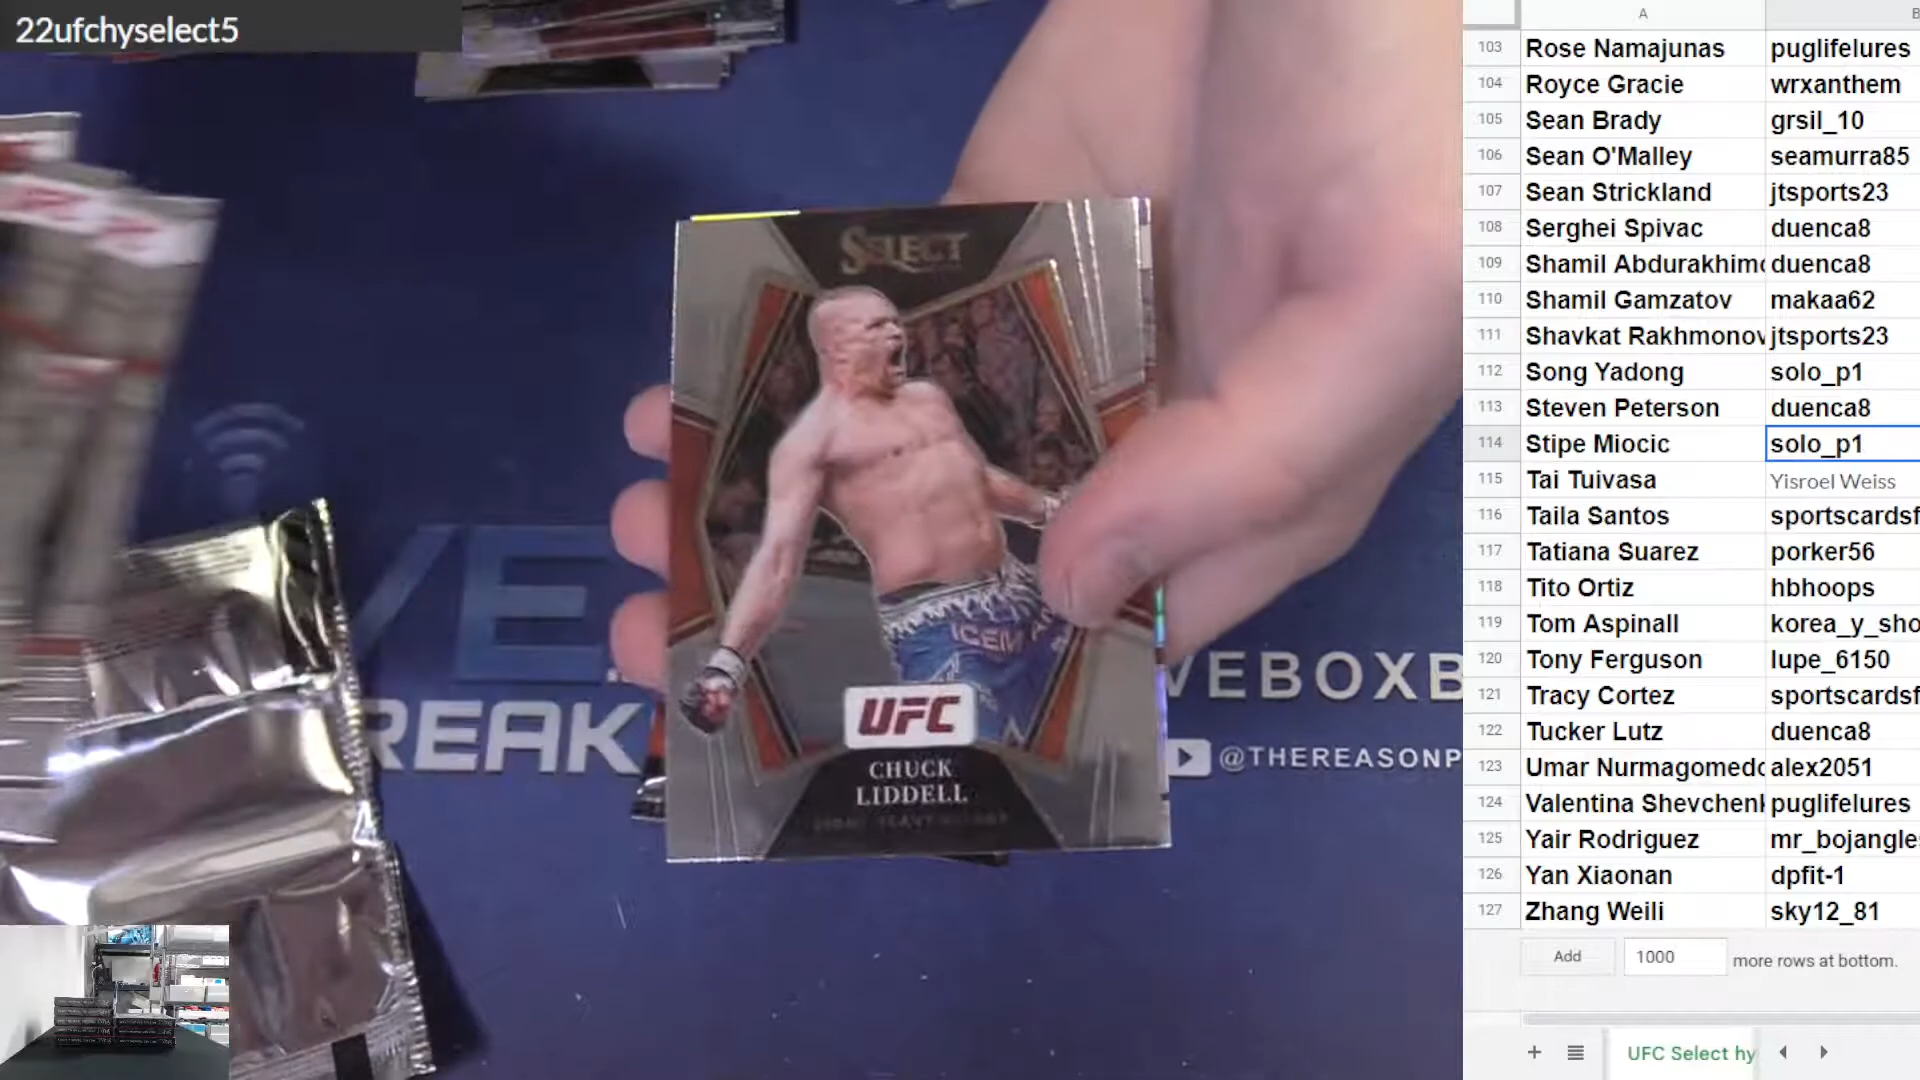 22ufchyselect5
SELECT
ICEMAN
UFC
CHUCK
LIDDELL
VE.
REAK
VEBOXB
@THEREASONP
A B
103 Rose Namajunas puglifelures
104 Royce Gracie wrxanthem
105 Sean Brady grsil_10
106 Sean O'Malley seamurra85
107 Sean Strickland jtsports23
108 Serghei Spivac duenca8
109 Shamil Abdurakhim duenca8
110 Shamil Gamzatov makaa62
111 Shavkat Rakhmonov jtsports23
112 Song Yadong solo_p1
113 Steven Peterson duenca8
114 Stipe Miocic solo_p1
115 Tai Tuivasa Yisroel Weiss
116 Taila Santos sportscardsf
117 Tatiana Suarez porker56
118 Tito Ortiz hbhoops
119 Tom Aspinall korea_y_sho
120 Tony Ferguson lupe_6150
121 Tracy Cortez sportscardsf
122 Tucker Lutz duenca8
123 Umar Nurmagomed alex2051
124 Valentina Shevchen puglifelures
125 Yair Rodriguez mr_bojangle
126 Yan Xiaonan dpfit-1
127 Zhang Weili sky12_81
Add 1000 more rows at bottom.
+ UFC Select hy